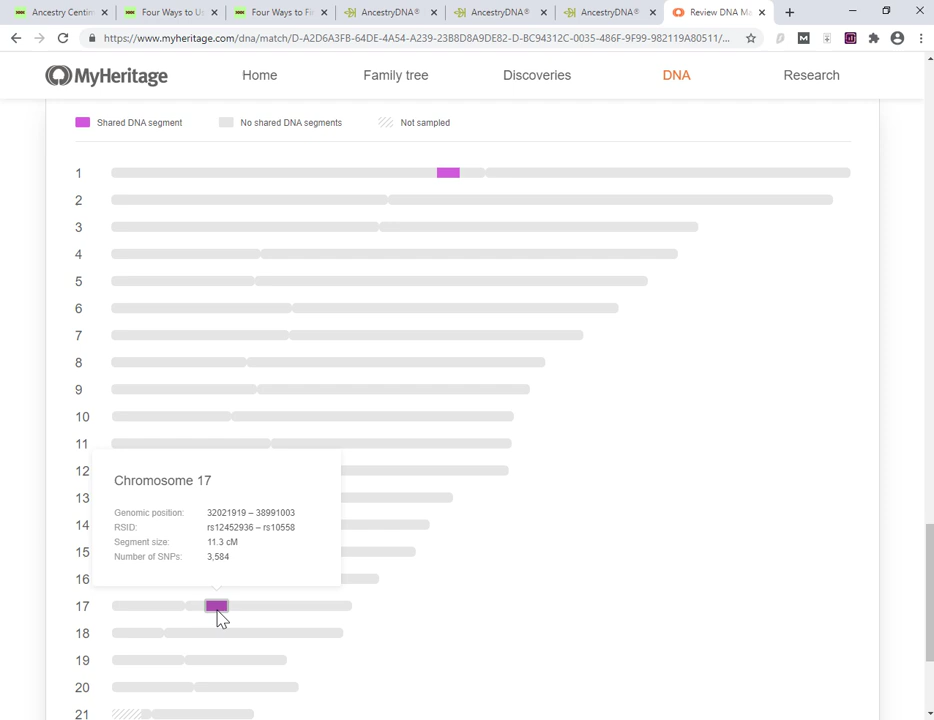 Ancestry Centim
Four Ways to Us
Four Ways to Fi
AncestryDNA®
AncestryDNA®
AncestryDNA®
Review DNA Ma
https://www.myheritage.com/dna/match/D-A2D6A3FB-64DE-4A54-A239-23B8D8A9DE82-D-BC94312C-0035-486F-9F99-982119A80511/...
MyHeritage
Home
Family tree
Discoveries
DNA
Research
Shared DNA segment
No shared DNA segments
Not sampled
1
2
3
4
5
6
7
8
9
10
11
12
13
14
15
16
Chromosome 17
Genomic position: 32021919 – 38991003
RSID: rs12452936 – rs10558
Segment size: 11.3 cM
Number of SNPs: 3,584
17
18
19
20
21